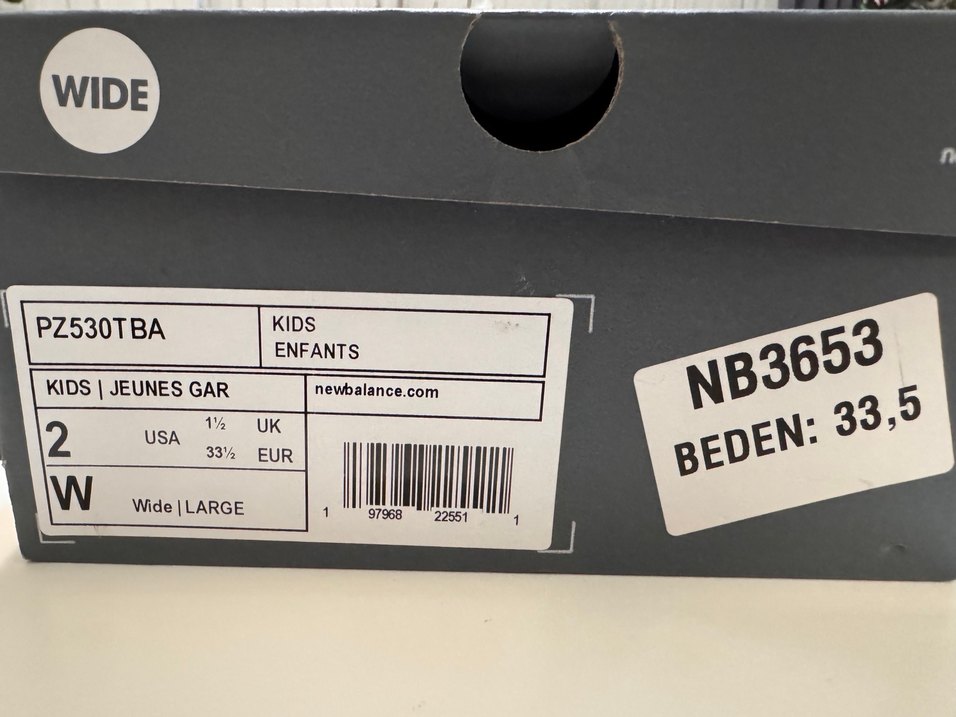 WIDE
PZ530TBA
KIDS
ENFANTS
KIDS | JEUNES GAR
newbalance.com
2
USA
1½ UK
33½ EUR
W
Wide | LARGE
1 97968 22551 1
NB3653
BEDEN: 33,5